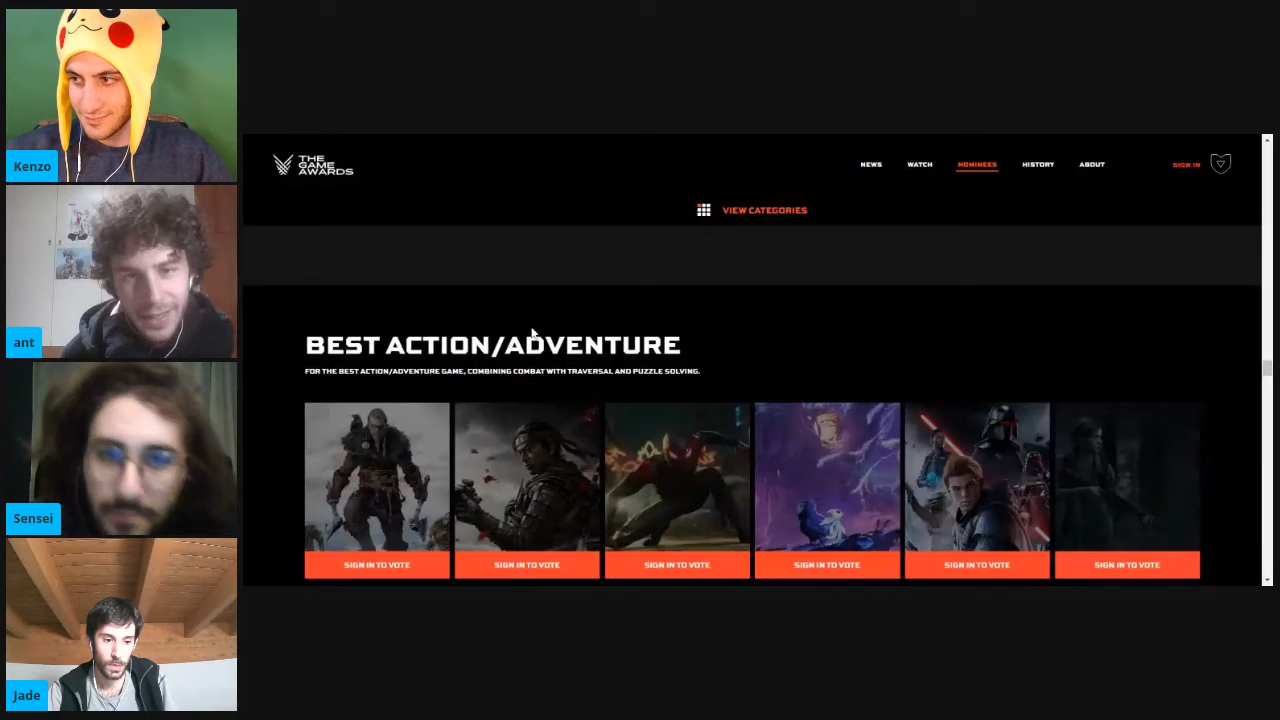 Kenzo
ant
Sensei
Jade
THE
GAME
AWARDS
NEWS
WATCH
NOMINEES
HISTORY
ABOUT
SIGN IN
VIEW CATEGORIES
BEST ACTION/ADVENTURE
FOR THE BEST ACTION/ADVENTURE GAME, COMBINING COMBAT WITH TRAVERSAL AND PUZZLE SOLVING.
SIGN IN TO VOTE
SIGN IN TO VOTE
SIGN IN TO VOTE
SIGN IN TO VOTE
SIGN IN TO VOTE
SIGN IN TO VOTE